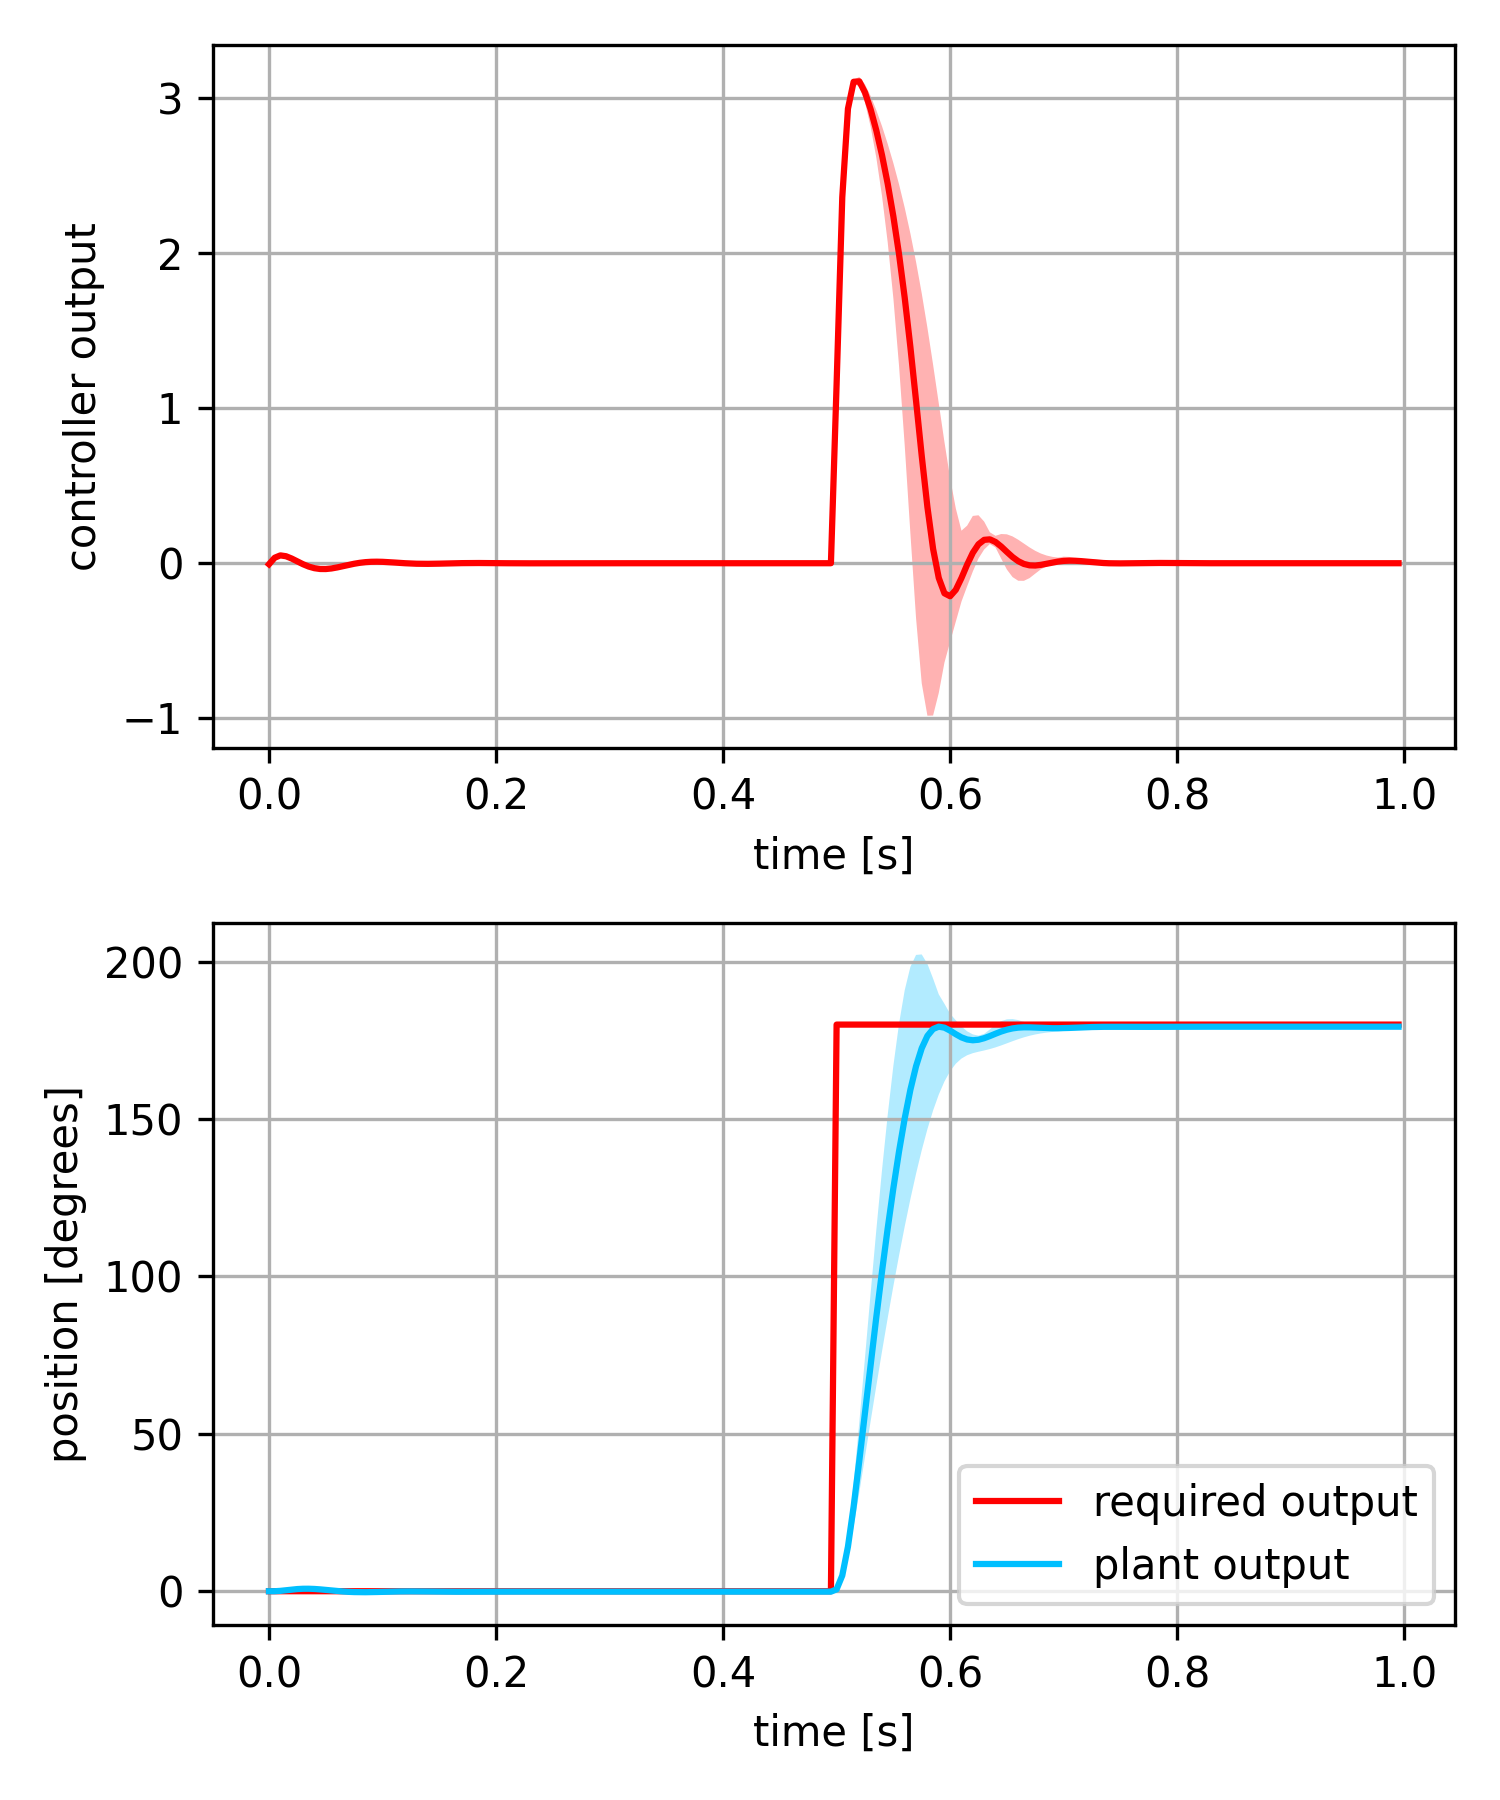 3
2
1
0
−1
controller output
0.0 0.2 0.4 0.6 0.8 1.0
time [s]
200
150
100
50
0
position [degrees]
required output
plant output
0.0 0.2 0.4 0.6 0.8 1.0
time [s]